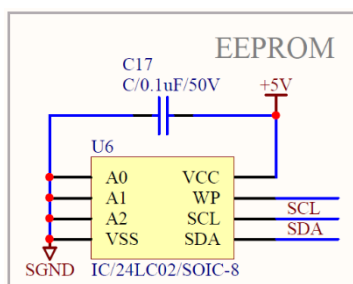 EEPROM
C17
C/0.1uF/50V
+5V
U6
A0 VCC
A1 WP
A2 SCL SCL
VSS SDA SDA
SGND IC/24LC02/SOIC-8